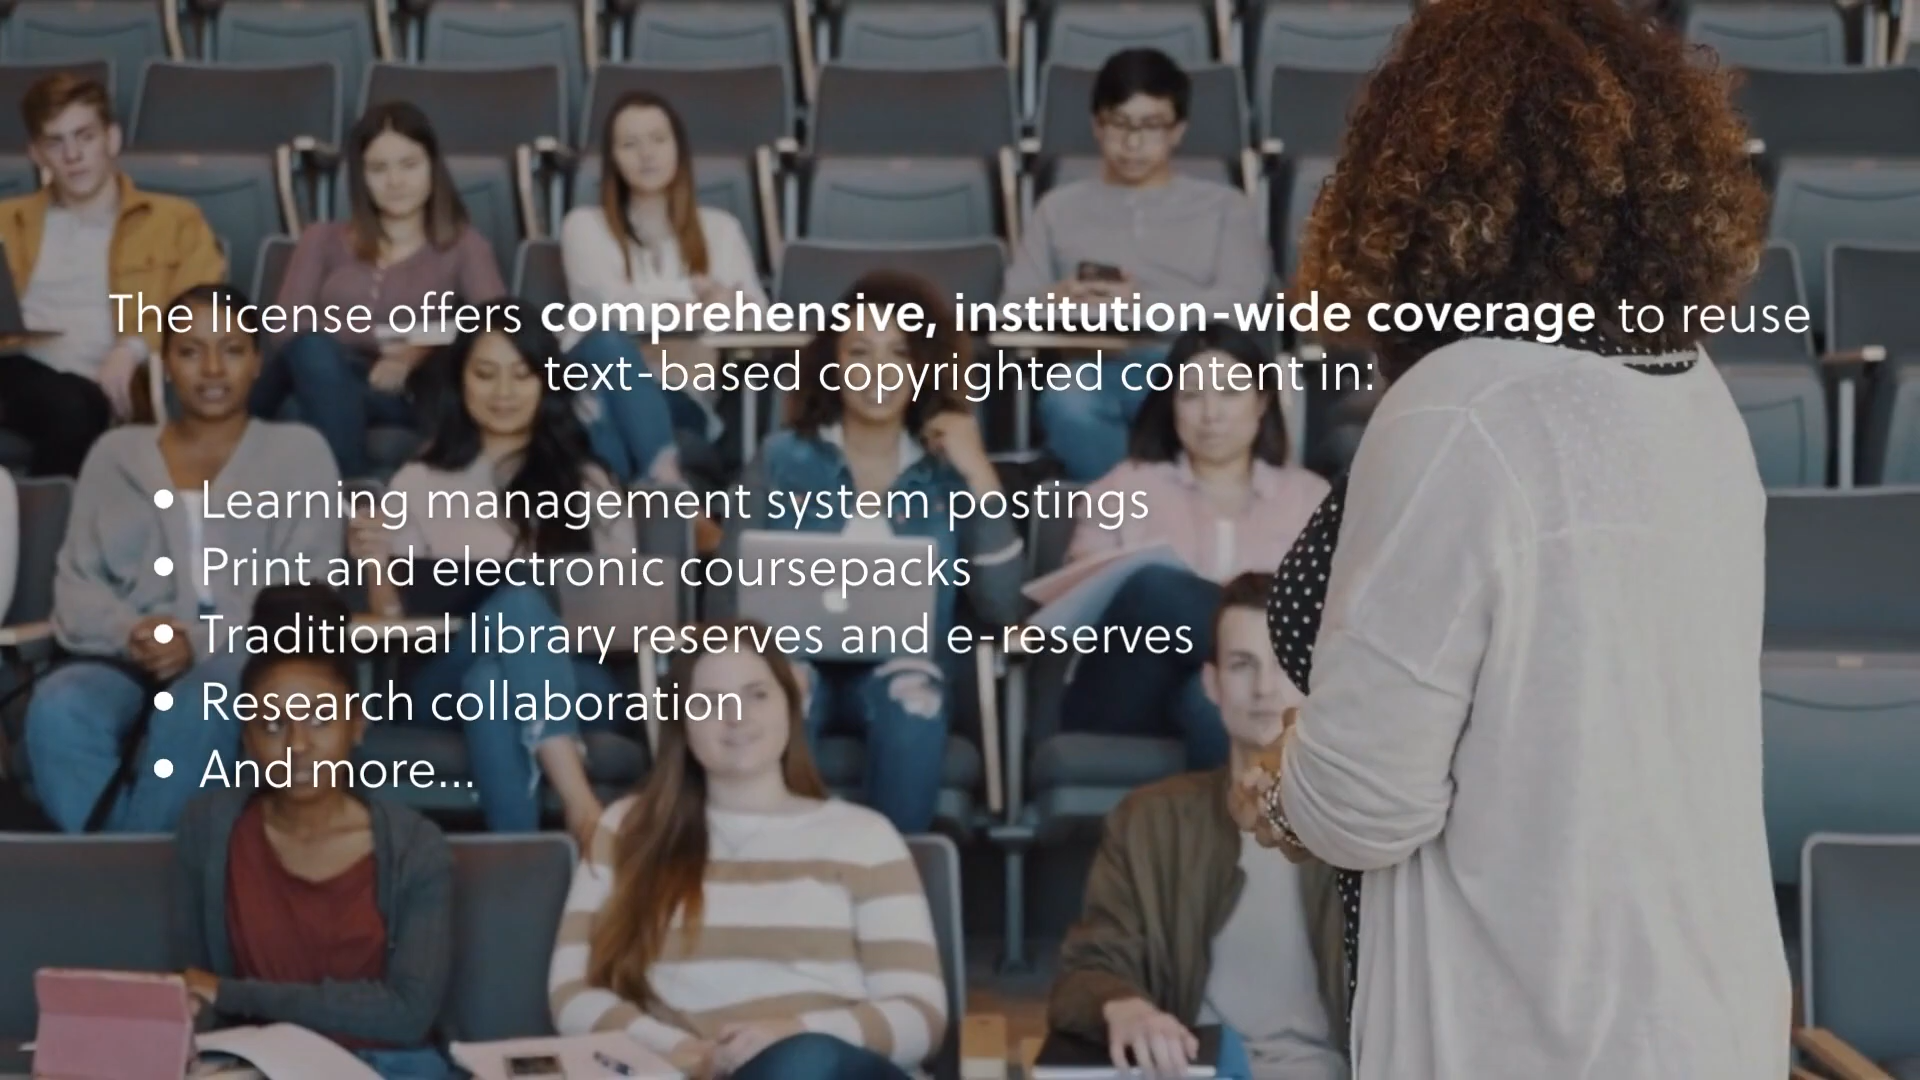 The license offers comprehensive, institution-wide coverage to reuse
text-based copyrighted content in:
• Learning management system postings
• Print and electronic coursepacks
• Traditional library reserves and e-reserves
• Research collaboration
• And more...